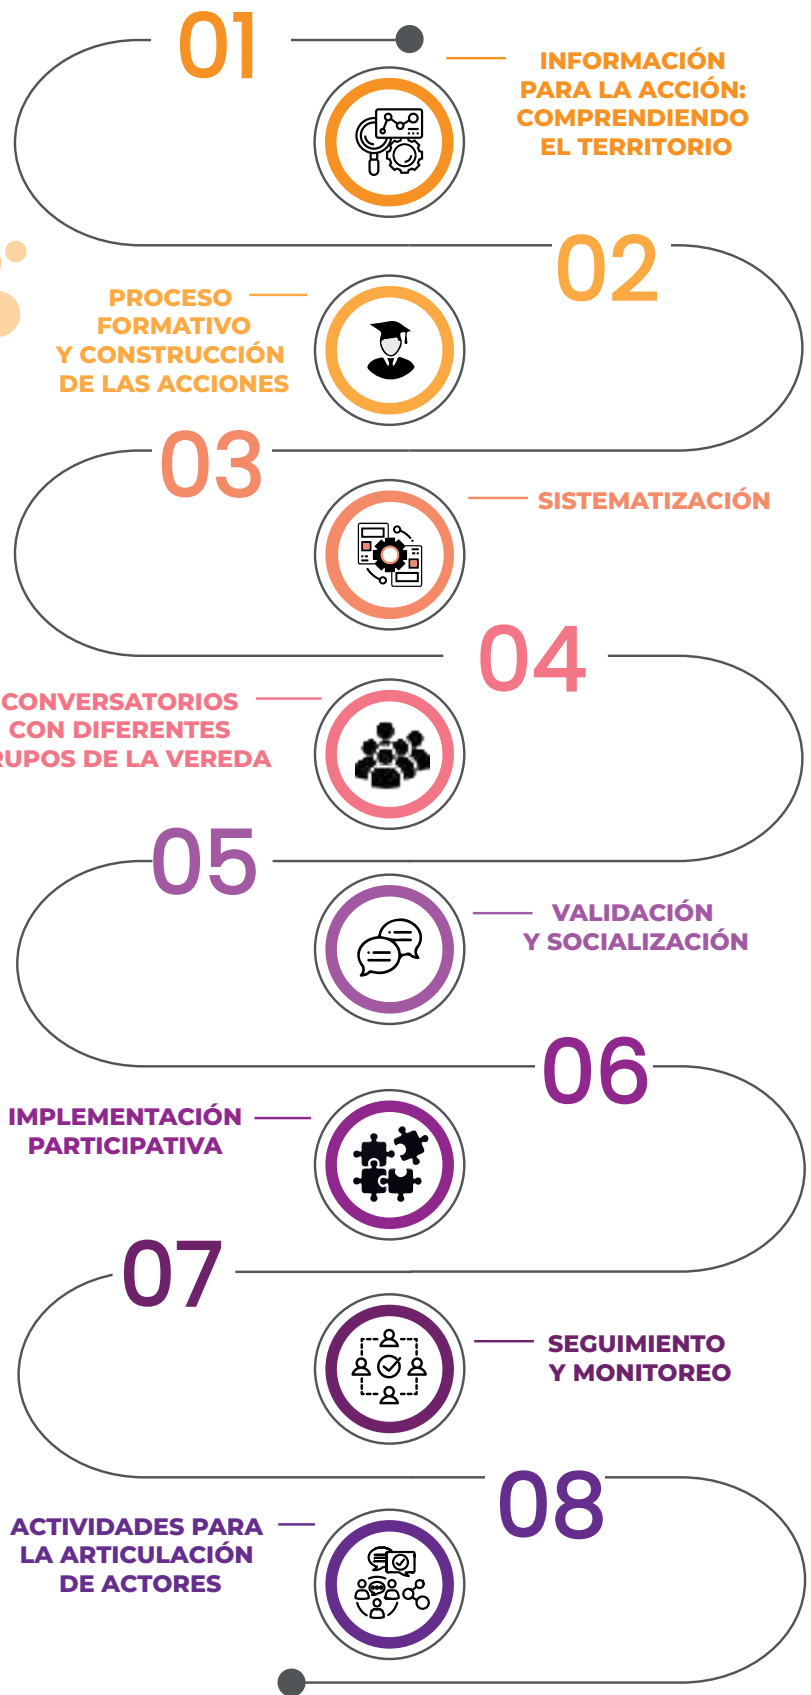 01
INFORMACIÓN
PARA LA ACCIÓN:
COMPRENDIENDO
EL TERRITORIO
02
PROCESO
FORMATIVO
Y CONSTRUCCIÓN
DE LAS ACCIONES
03
SISTEMATIZACIÓN
04
CONVERSATORIOS
CON DIFERENTES
RUPOS DE LA VEREDA
05
VALIDACIÓN
Y SOCIALIZACIÓN
06
IMPLEMENTACIÓN
PARTICIPATIVA
07
SEGUIMIENTO
Y MONITOREO
08
ACTIVIDADES PARA
LA ARTICULACIÓN
DE ACTORES